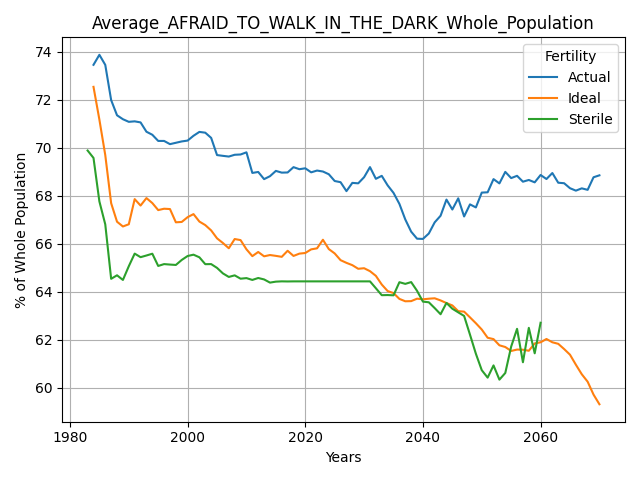 Average_AFRAID_TO_WALK_IN_THE_DARK_Whole_Population
Fertility
Actual
Ideal
Sterile
% of Whole Population
74
72
70
68
66
64
62
60
1980
2000
2020
2040
2060
Years